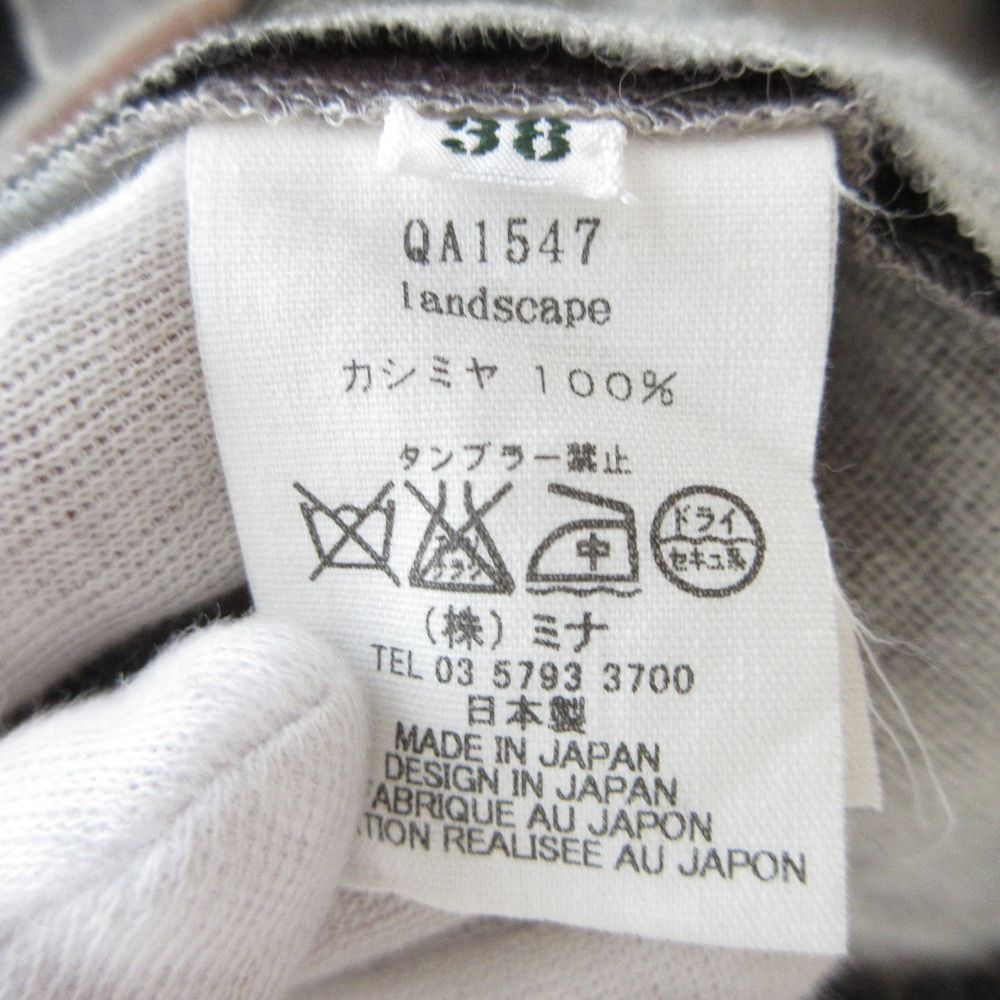 38
QA1547
landscape
カシミヤ 100%
タンブラー禁止
中
ドライ
セキユ系
(株)ミナ
TEL 03 5793 3700
日本製
MADE IN JAPAN
DESIGN IN JAPAN
FABRIQUE AU JAPON
REALISEE AU JAPON